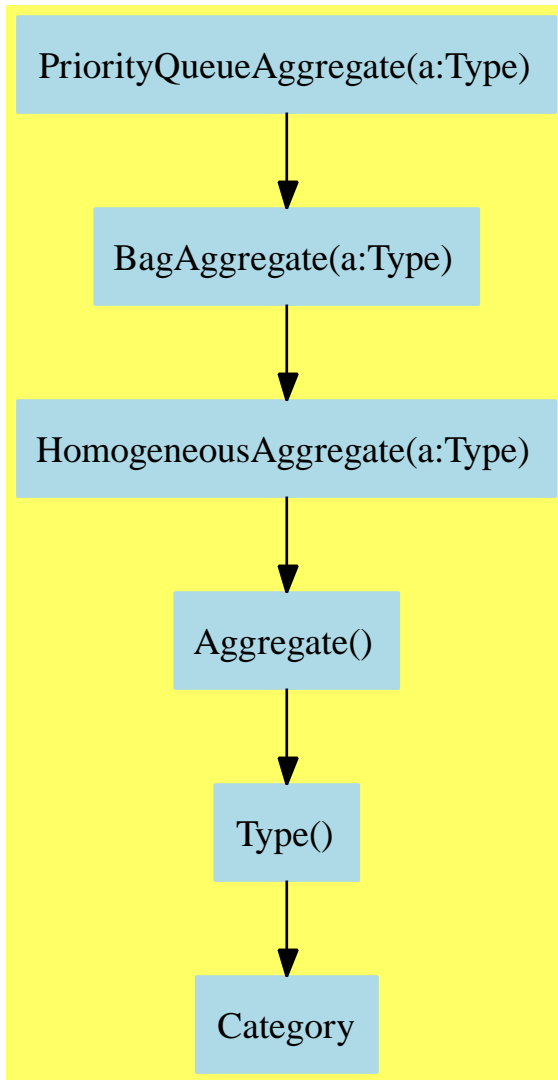 PriorityQueueAggregate(a:Type)
BagAggregate(a:Type)
HomogeneousAggregate(a:Type)
Aggregate()
Type()
Category